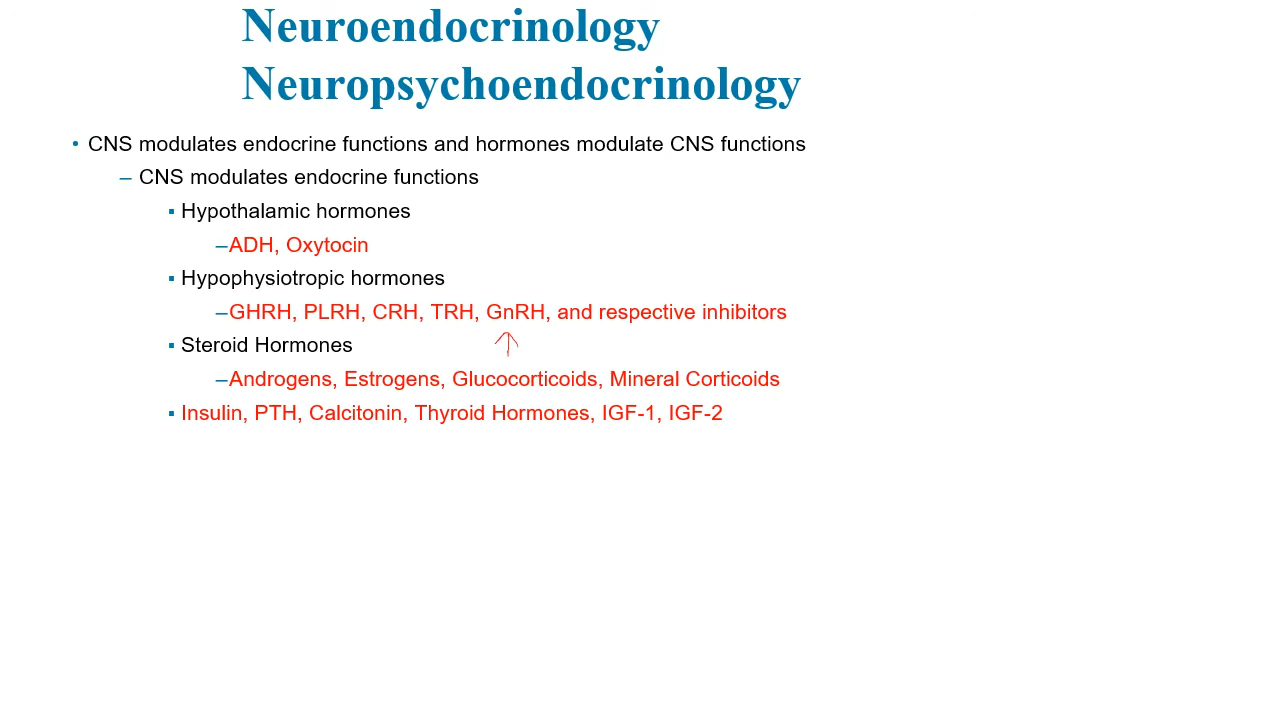 Neuroendocrinology
Neuropsychoendocrinology
• CNS modulates endocrine functions and hormones modulate CNS functions
– CNS modulates endocrine functions
▪ Hypothalamic hormones
–ADH, Oxytocin
▪ Hypophysiotropic hormones
–GHRH, PLRH, CRH, TRH, GnRH, and respective inhibitors
▪ Steroid Hormones
–Androgens, Estrogens, Glucocorticoids, Mineral Corticoids
▪ Insulin, PTH, Calcitonin, Thyroid Hormones, IGF-1, IGF-2